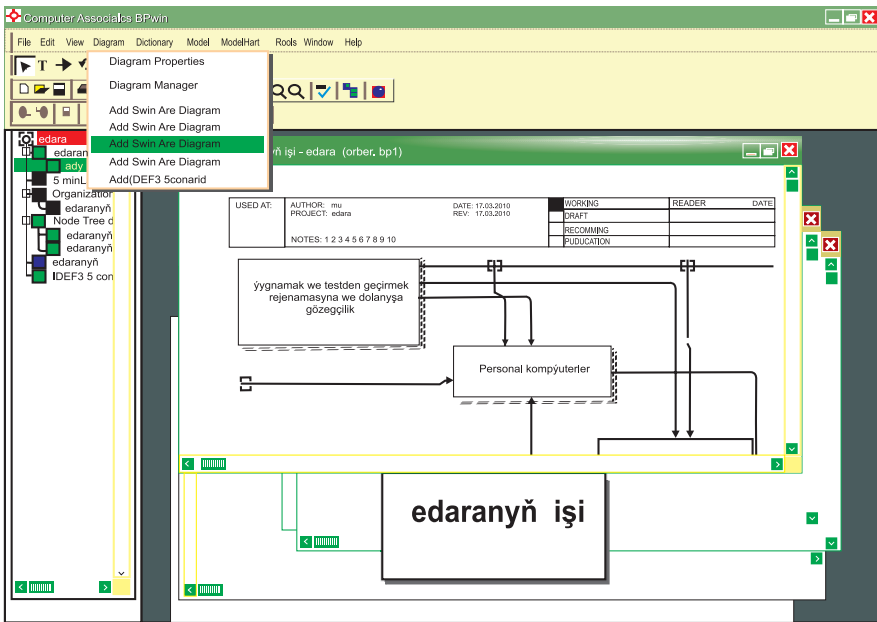 Computer Associalcs BPwin
File Edit View Diagram Dictionary Model ModelHart Rools Window Help
T
Diagram Properties
Diagram Manager
Add Swin Are Diagram
Add Swin Are Diagram
Add Swin Are Diagram
Add Swin Are Diagram
Add(DEF3 5conarid
edara
edaran
ady
5 minL
Organization
edaranyň
Node Tree d
edaranyň
edaranyň
edaranyň
IDEF3 5 con
işi - edara (orber, bp1)
USED AT: AUTHOR: mu DATE: 17.03.2010 WORKING READER DATE
PROJECT: edara REV: 17.03.2010 DRAFT
RECOMMING
NOTES: 1 2 3 4 5 6 7 8 9 10 PUDUCATION
ýygnamak we testden geçirmek
rejenamasyna we dolanyşa
gözegçilik
Personal kompýuterler
edaranyň işi